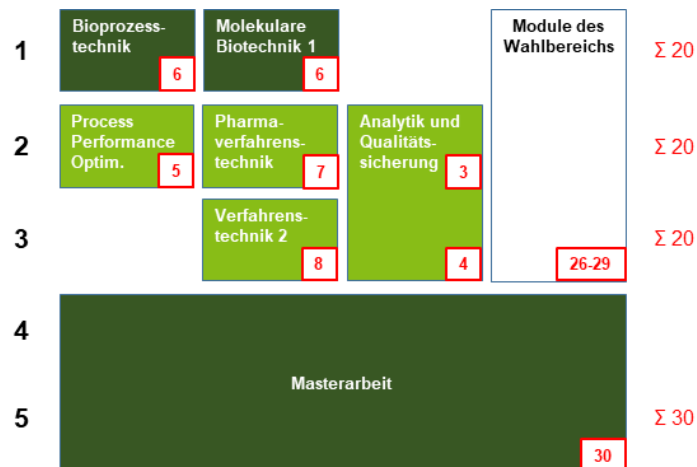 1
Bioprozess-
technik
6
Molekulare
Biotechnik 1
6
Module des
Wahlbereichs
26-29
Σ 20
2
Process
Performance
Optim.
5
Pharma-
verfahrens-
technik
7
Analytik und
Qualitäts-
sicherung
3
4
Σ 20
3
Verfahrens-
technik 2
8
Σ 20
4
5
Masterarbeit
30
Σ 30